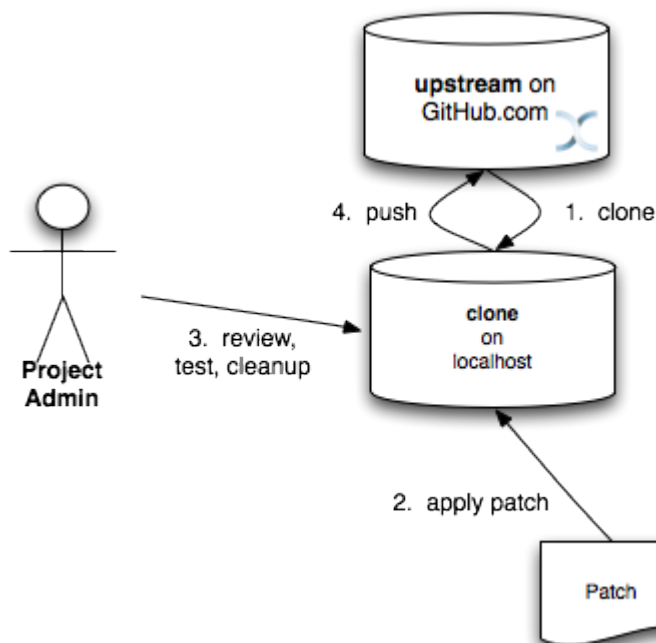 upstream on
GitHub.com
4. push
1. clone
clone
on
localhost
3. review,
test, cleanup
Project
Admin
2. apply patch
Patch